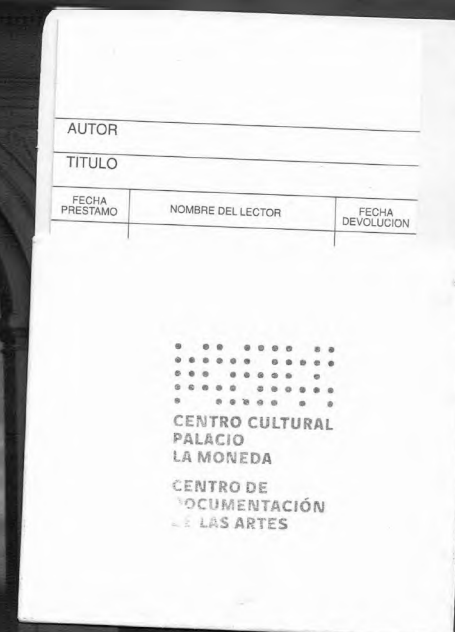 AUTOR
TITULO
FECHA PRESTAMO NOMBRE DEL LECTOR FECHA DEVOLUCION
CENTRO CULTURAL
PALACIO
LA MONEDA
CENTRO DE
DOCUMENTACIÓN
DE LAS ARTES